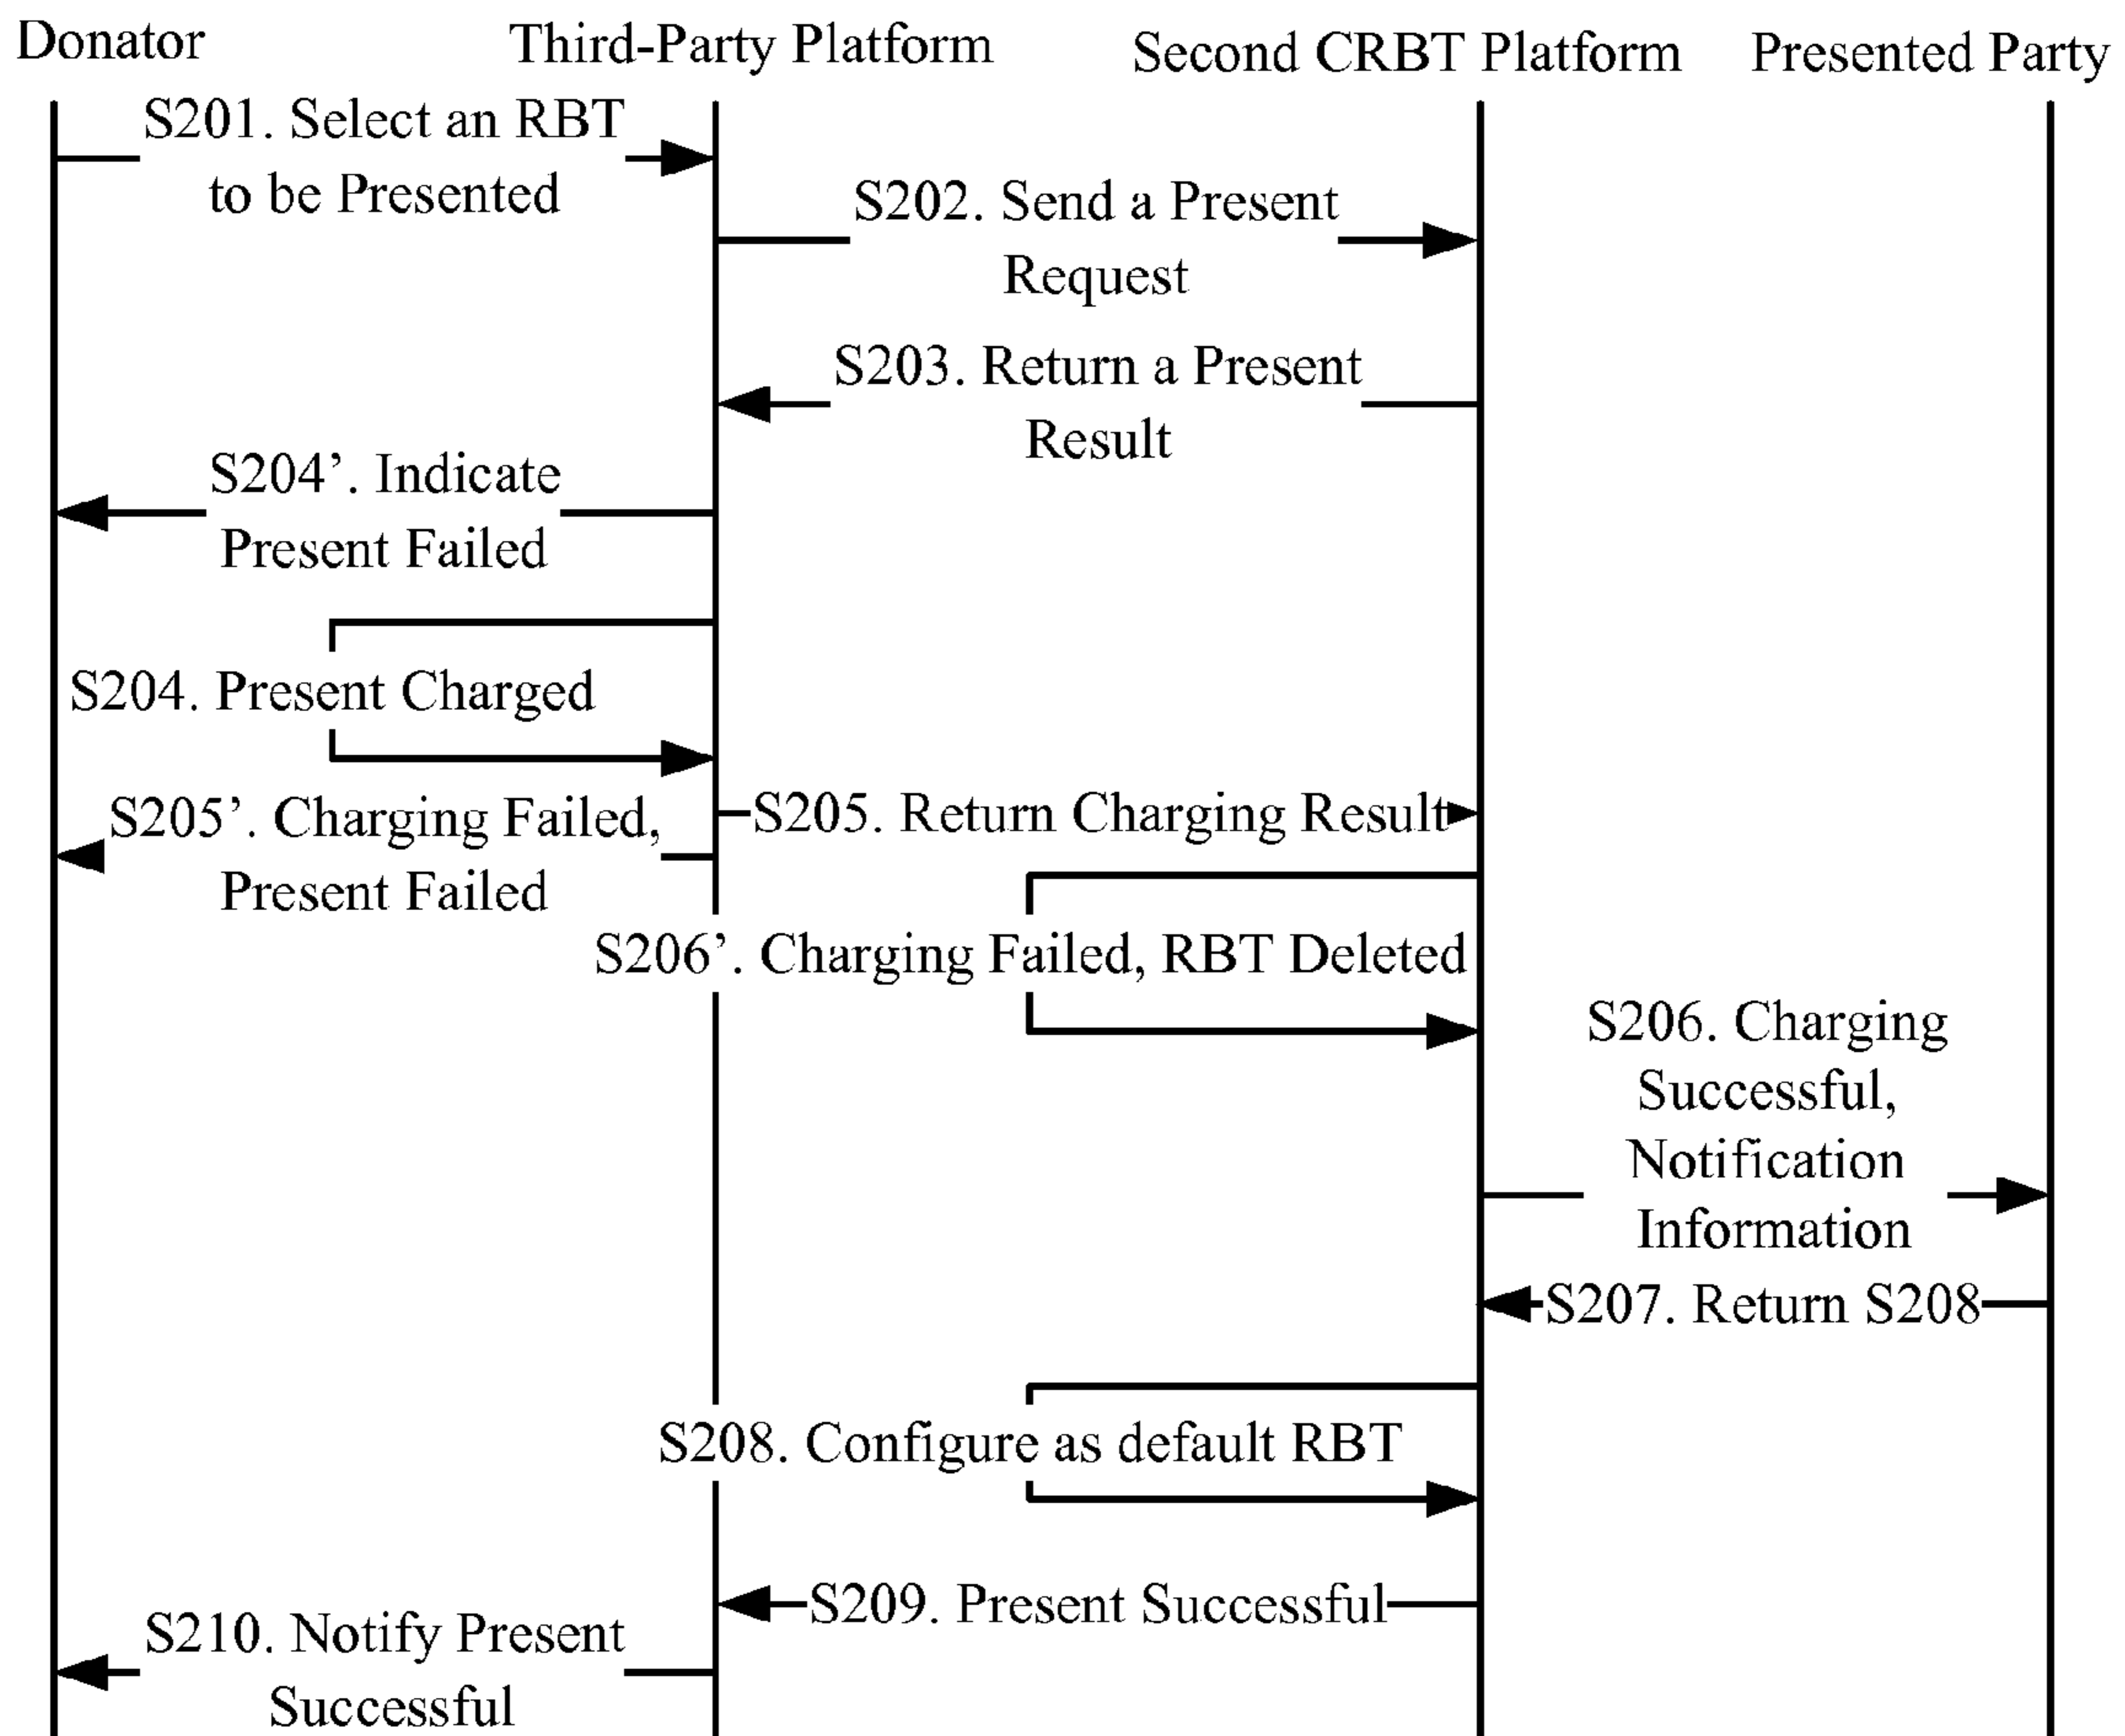 Donator
Third-Party Platform
Second CRBT Platform
Presented Party
S201. Select an RBT
to be Presented
S202. Send a Present
Request
S203. Return a Present
Result
S204’. Indicate
Present Failed
S204. Present Charged
S205’. Charging Failed,
Present Failed
S205. Return Charging Result
S206’. Charging Failed, RBT Deleted
S206. Charging
Successful,
Notification
Information
S207. Return S208
S208. Configure as default RBT
S209. Present Successful
S210. Notify Present
Successful